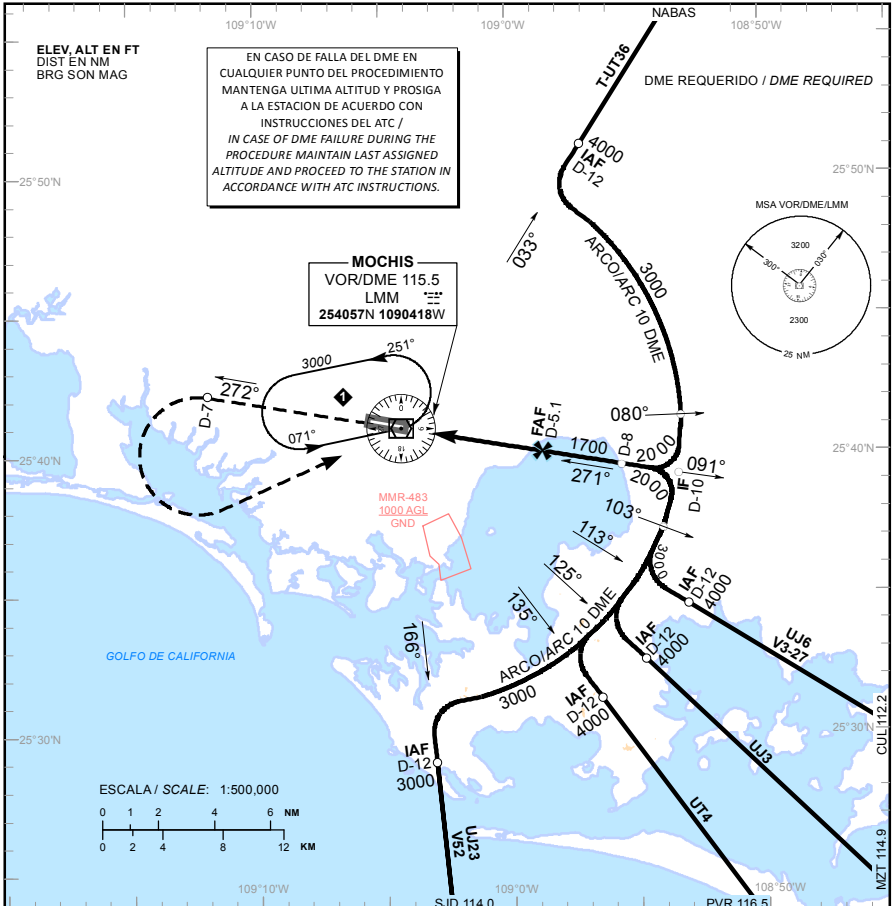 109°10'W
109°0'W
108°50'W
NABAS
ELEV, ALT EN FT
DIST EN NM
BRG SON MAG
EN CASO DE FALLA DEL DME EN
CUALQUIER PUNTO DEL PROCEDIMIENTO
MANTENGA ULTIMA ALTITUD Y PROSIGA
A LA ESTACION DE ACUERDO CON
INSTRUCCIONES DEL ATC /
IN CASE OF DME FAILURE DURING THE
PROCEDURE MAINTAIN LAST ASSIGNED
ALTITUDE AND PROCEED TO THE STATION IN
ACCORDANCE WITH ATC INSTRUCTIONS.
DME REQUERIDO / DME REQUIRED
T-UT36
4000
IAF
D-12
25°50'N
25°50'N
MSA VOR/DME/LMM
3200
300°
030°
2300
25 NM
033°
ARCO/ARC 10 DME
3000
MOCHIS
VOR/DME 115.5
LMM
254057N 1090418W
251°
3000
272°
D-7
1
071°
0
6
18
080°
FAF
D-5.1
1700
D-8
2000
2000
271°
091°
IF
D-10
25°40'N
25°40'N
MMR-483
1000 AGL
GND
103°
113°
125°
135°
166°
3000
IAF
D-12
4000
UJ6
V3-27
IAF
D-12
4000
UJ3
ARCO/ARC 10 DME
3000
IAF
D-12
4000
UT4
GOLFO DE CALIFORNIA
IAF
D-12
3000
UJ23
V52
25°30'N
25°30'N
CUL 112.2
MZT 114.9
ESCALA / SCALE: 1:500,000
0 1 2 4 6 NM
0 2 4 8 12 KM
109°10'W
109°0'W
108°50'W
SJD 114.0
PVR 116.5